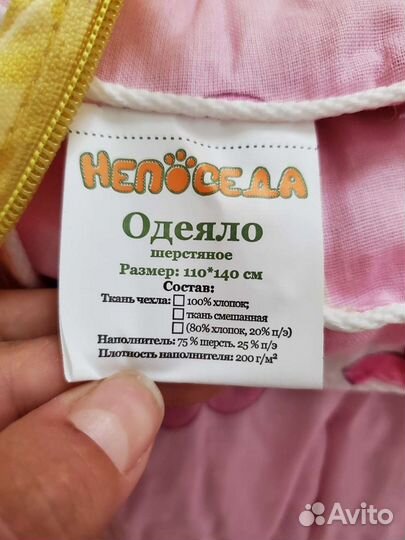 НЕПОСЕДА
Одеяло
шерстяное
Размер: 110*140 см
Состав:
Ткань чехла: ☐ 100% хлопок;
☐ ткань смешанная
☐ (80% хлопок, 20% п/э)
Наполнитель: 75 % шерсть. 25 % п/э
Плотность наполнителя: 200 г/м²
Avito